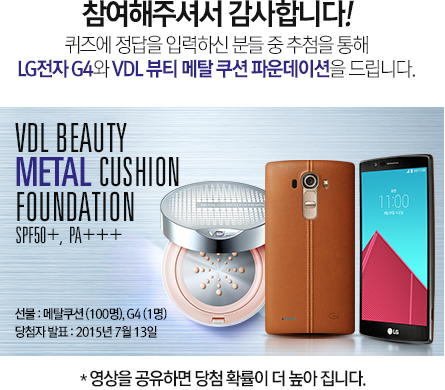 참여해주셔서 감사합니다!
퀴즈에 정답을 입력하신 분들 중 추첨을 통해
LG전자 G4와 VDL 뷰티 메탈 쿠션 파운데이션을 드립니다.
VDL BEAUTY
METAL CUSHION
FOUNDATION
SPF50+, PA+++
선물 : 메탈쿠션 (100명), G4 (1명)
당첨자 발표 : 2015년 7월 13일
G4
LG
* 영상을 공유하면 당첨 확률이 더 높아 집니다.